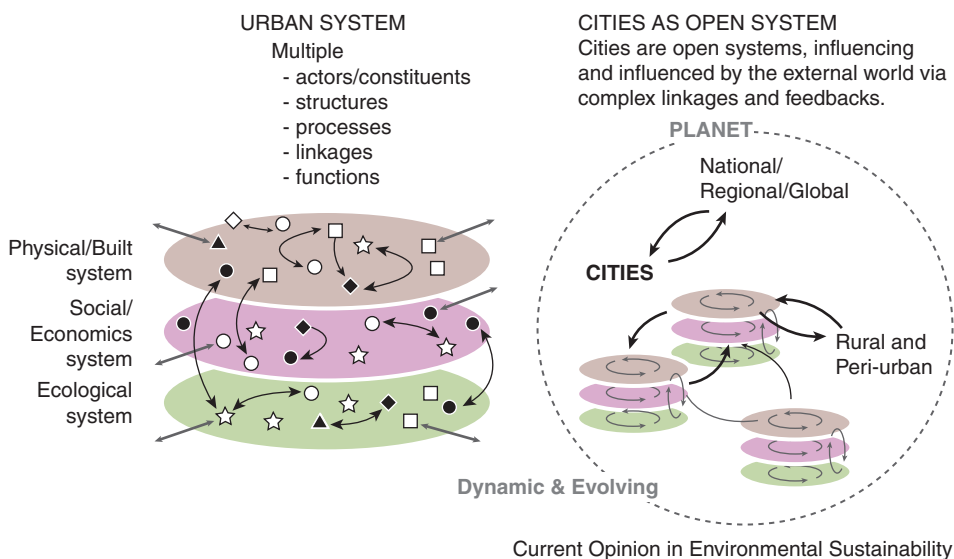 URBAN SYSTEM
Multiple
- actors/constituents
- structures
- processes
- linkages
- functions
Physical/Built
system
Social/
Economics
system
Ecological
system
CITIES AS OPEN SYSTEM
Cities are open systems, influencing
and influenced by the external world via
complex linkages and feedbacks.
PLANET
National/
Regional/Global
CITIES
Rural and
Peri-urban
Dynamic & Evolving
Current Opinion in Environmental Sustainability